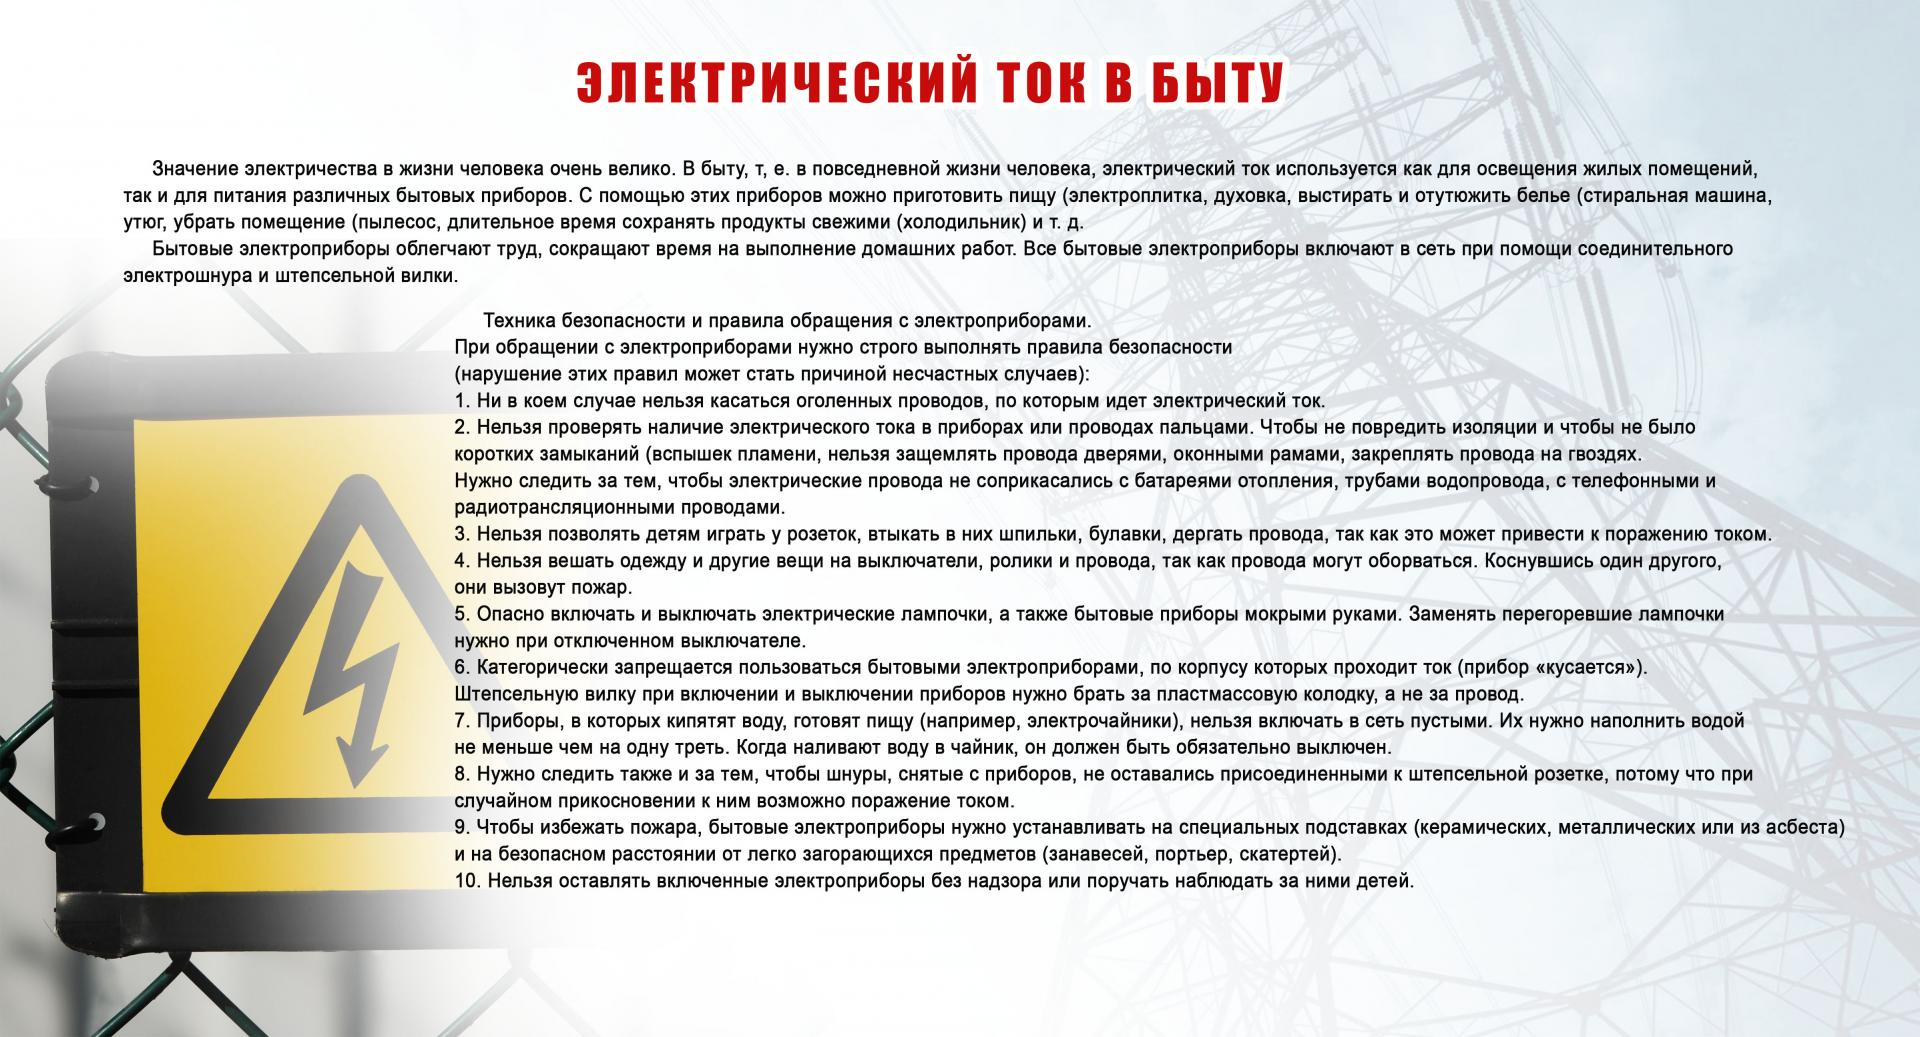 ЭЛЕКТРИЧЕСКИЙ ТОК В БЫТУ
Значение электричества в жизни человека очень велико. В быту, т, е. в повседневной жизни человека, электрический ток используется как для освещения жилых помещений,
так и для питания различных бытовых приборов. С помощью этих приборов можно приготовить пищу (электроплитка, духовка, выстирать и отутюжить белье (стиральная машина,
утюг, убрать помещение (пылесос, длительное время сохранять продукты свежими (холодильник) и т. д.
Бытовые электроприборы облегчают труд, сокращают время на выполнение домашних работ. Все бытовые электроприборы включают в сеть при помощи соединительного
электрошнура и штепсельной вилки.
Техника безопасности и правила обращения с электроприборами.
При обращении с электроприборами нужно строго выполнять правила безопасности
(нарушение этих правил может стать причиной несчастных случаев):
1. Ни в коем случае нельзя касаться оголенных проводов, по которым идет электрический ток.
2. Нельзя проверять наличие электрического тока в приборах или проводах пальцами. Чтобы не повредить изоляции и чтобы не было
коротких замыканий (вспышек пламени, нельзя защемлять провода дверями, оконными рамами, закреплять провода на гвоздях.
Нужно следить за тем, чтобы электрические провода не соприкасались с батареями отопления, трубами водопровода, с телефонными и
радиотрансляционными проводами.
3. Нельзя позволять детям играть у розеток, втыкать в них шпильки, булавки, дергать провода, так как это может привести к поражению током.
4. Нельзя вешать одежду и другие вещи на выключатели, ролики и провода, так как провода могут оборваться. Коснувшись один другого,
они вызовут пожар.
5. Опасно включать и выключать электрические лампочки, а также бытовые приборы мокрыми руками. Заменять перегоревшие лампочки
нужно при отключенном выключателе.
6. Категорически запрещается пользоваться бытовыми электроприборами, по корпусу которых проходит ток (прибор «кусается»).
Штепсельную вилку при включении и выключении приборов нужно брать за пластмассовую колодку, а не за провод.
7. Приборы, в которых кипятят воду, готовят пищу (например, электрочайники), нельзя включать в сеть пустыми. Их нужно наполнить водой
не меньше чем на одну треть. Когда наливают воду в чайник, он должен быть обязательно выключен.
8. Нужно следить также и за тем, чтобы шнуры, снятые с приборов, не оставались присоединенными к штепсельной розетке, потому что при
случайном прикосновении к ним возможно поражение током.
9. Чтобы избежать пожара, бытовые электроприборы нужно устанавливать на специальных подставках (керамических, металлических или из асбеста)
и на безопасном расстоянии от легко загорающихся предметов (занавесей, портьер, скатертей).
10. Нельзя оставлять включенные электроприборы без надзора или поручать наблюдать за ними детей.